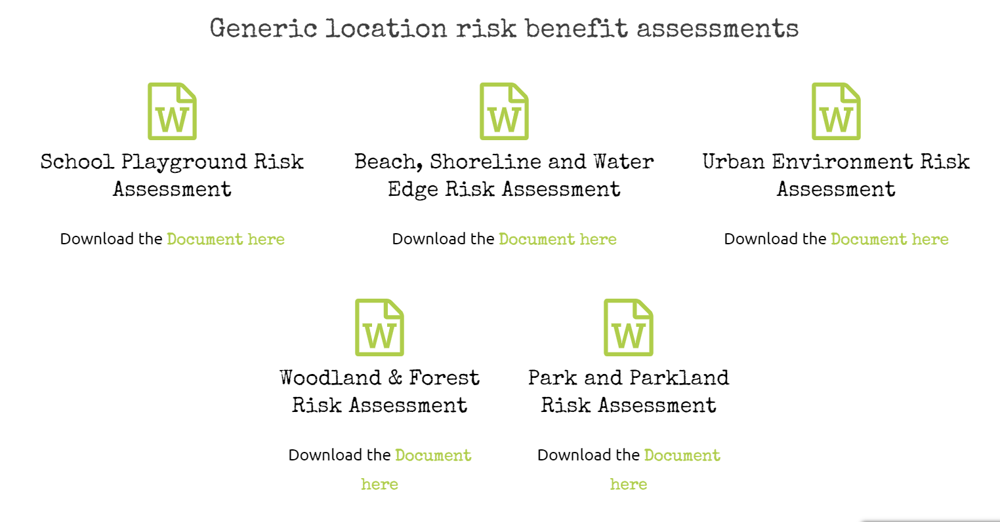 Generic location risk benefit assessments
W
W
W
School Playground Risk
Assessment
Beach, Shoreline and Water
Edge Risk Assessment
Urban Environment Risk
Assessment
Download the Document here
Download the Document here
Download the Document here
W
W
Woodland & Forest
Risk Assessment
Park and Parkland
Risk Assessment
Download the Document
here
Download the Document
here